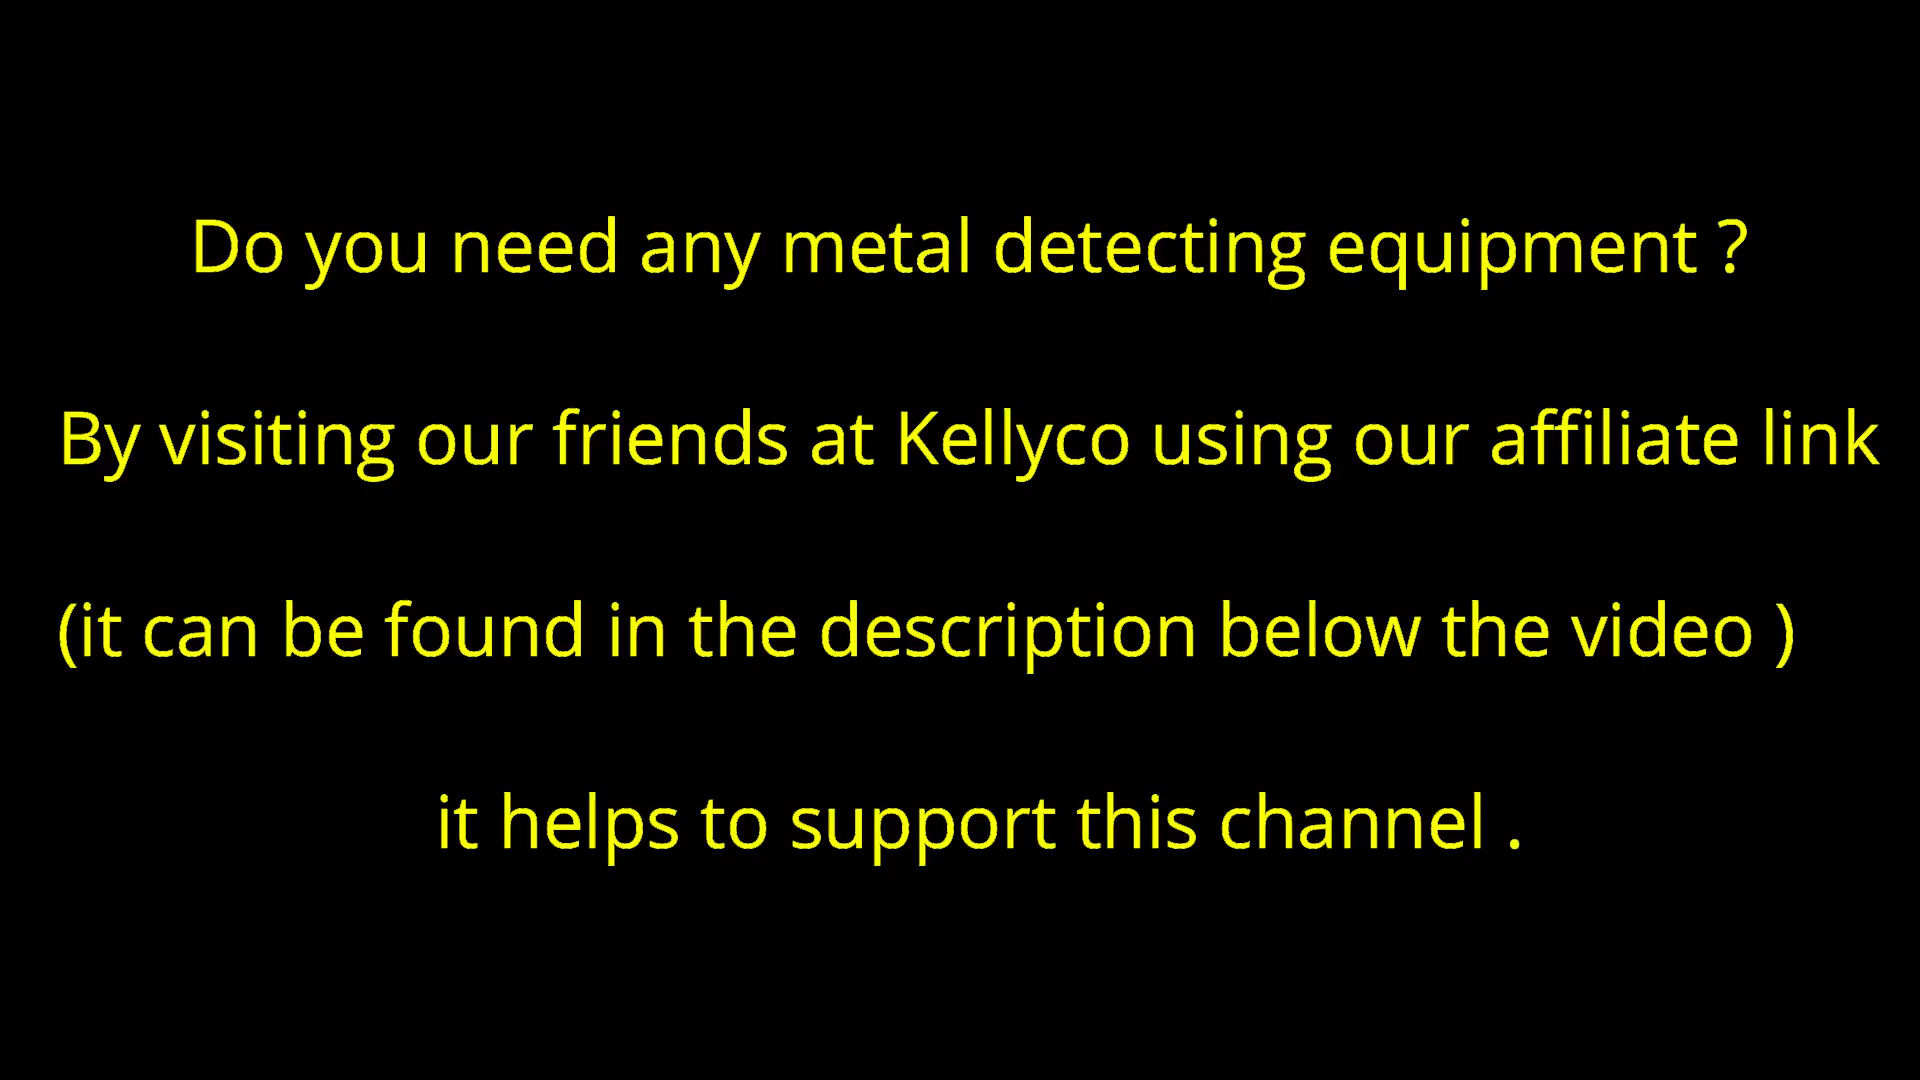 Do you need any metal detecting equipment ?
By visiting our friends at Kellyco using our affiliate link
(it can be found in the description below the video )
it helps to support this channel .